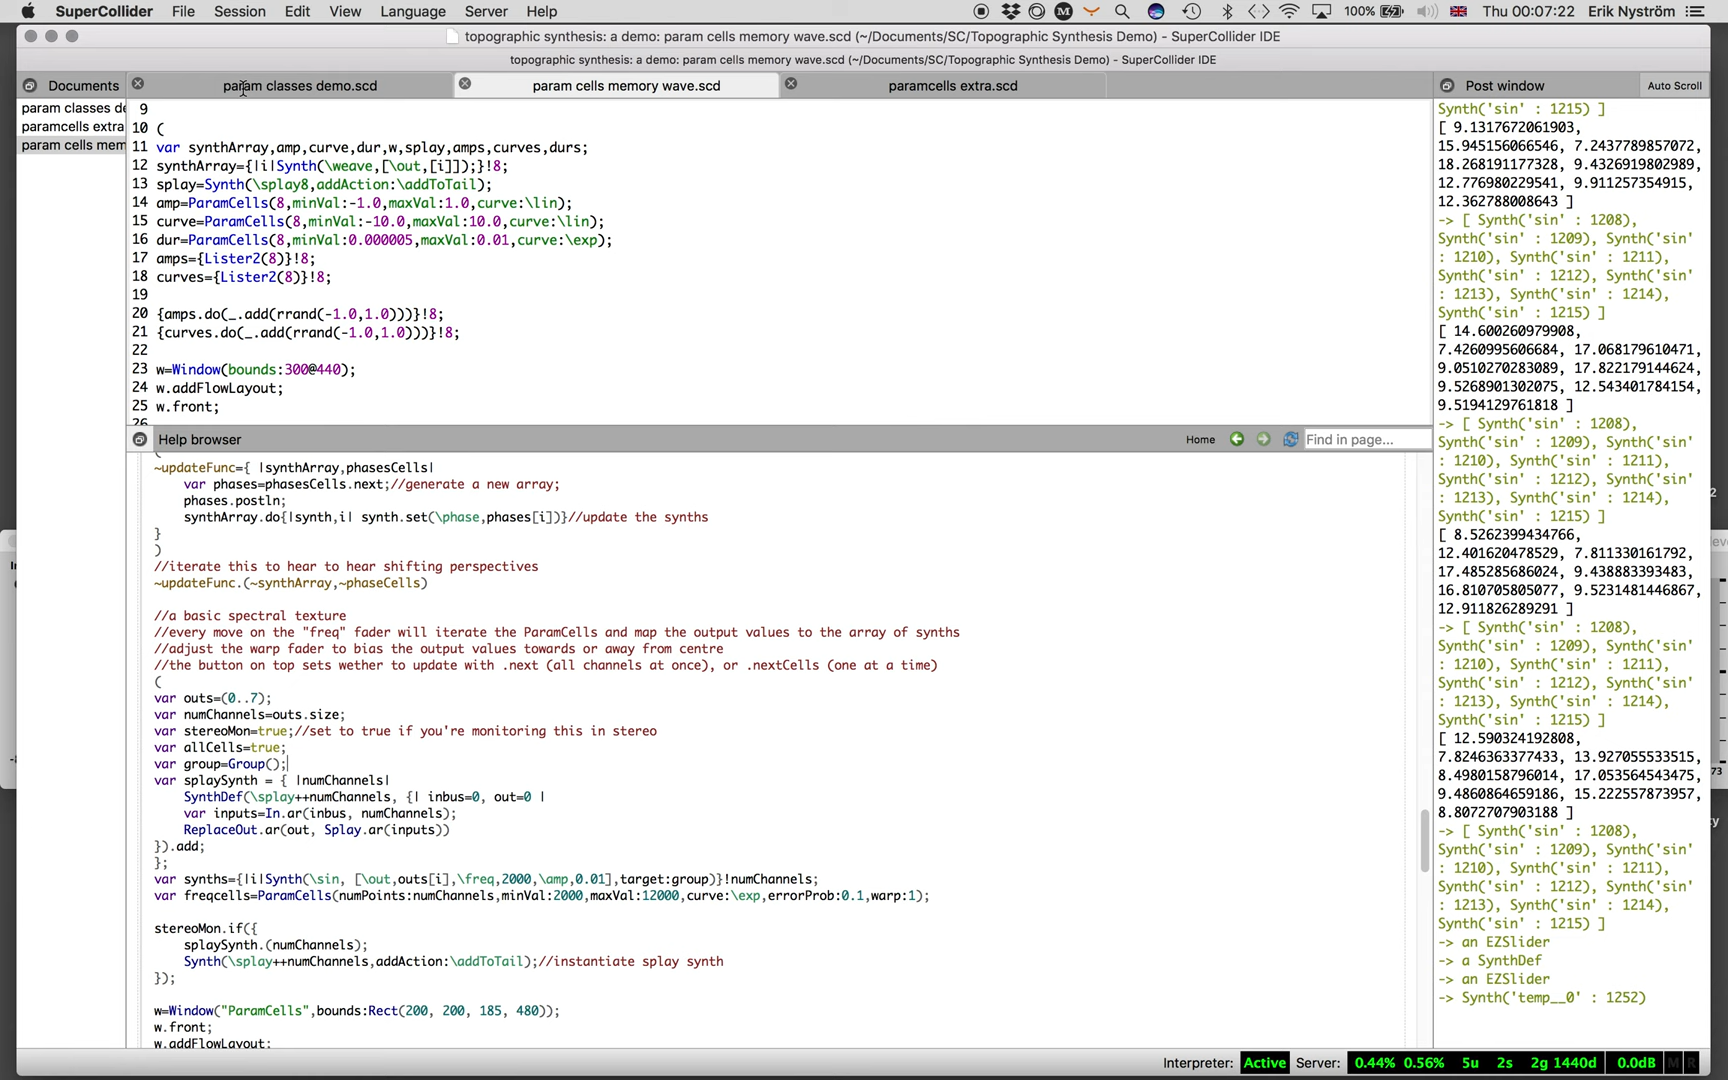 SuperCollider File Session Edit View Language Server Help 100% Thu 00:07:22 Erik Nyström
topographic synthesis: a demo: param cells memory wave.scd (~/Documents/SC/Topographic Synthesis Demo) - SuperCollider IDE
topographic synthesis: a demo: param cells memory wave.scd (~/Documents/SC/Topographic Synthesis Demo) - SuperCollider IDE
Documents
param classes de
paramcells extra
param cells mem
param classes demo.scd
param cells memory wave.scd
paramcells extra.scd
9
10 (
11 var synthArray,amp,curve,dur,w,splay,amps,curves,durs;
12 synthArray={|i|Synth(\weave,[\out,[i]]);}!8;
13 splay=Synth(\splay8,addAction:\addToTail);
14 amp=ParamCells(8,minVal:-1.0,maxVal:1.0,curve:\lin);
15 curve=ParamCells(8,minVal:-10.0,maxVal:10.0,curve:\lin);
16 dur=ParamCells(8,minVal:0.000005,maxVal:0.01,curve:\exp);
17 amps={Lister2(8)}!8;
18 curves={Lister2(8)}!8;
19
20 {amps.do(_.add(rrand(-1.0,1.0)))}!8;
21 {curves.do(_.add(rrand(-1.0,1.0)))}!8;
22
23 w=Window(bounds:300@440);
24 w.addFlowLayout;
25 w.front;
26
Help browser
Home
Find in page...
(
~updateFunc={ |synthArray,phasesCells|
var phases=phasesCells.next;//generate a new array;
phases.postln;
synthArray.do{|synth,i| synth.set(\phase,phases[i])}//update the synths
}
)
//iterate this to hear to hear shifting perspectives
~updateFunc.(~synthArray,~phaseCells)
//a basic spectral texture
//every move on the "freq" fader will iterate the ParamCells and map the output values to the array of synths
//adjust the warp fader to bias the output values towards or away from centre
//the button on top sets wether to update with .next (all channels at once), or .nextCells (one at a time)
(
var outs=(0..7);
var numChannels=outs.size;
var stereoMon=true;//set to true if you're monitoring this in stereo
var allCells=true;
var group=Group();
var splaySynth = { |numChannels|
SynthDef(\splay++numChannels, {| inbus=0, out=0 |
var inputs=In.ar(inbus, numChannels);
ReplaceOut.ar(out, Splay.ar(inputs))
}).add;
};
var synths={|i|Synth(\sin, [\out,outs[i],\freq,2000,\amp,0.01],target:group)}!numChannels;
var freqcells=ParamCells(numPoints:numChannels,minVal:2000,maxVal:12000,curve:\exp,errorProb:0.1,warp:1);
stereoMon.if({
splaySynth.(numChannels);
Synth(\splay++numChannels,addAction:\addToTail);//instantiate splay synth
});
w=Window("ParamCells",bounds:Rect(200, 200, 185, 480));
w.front;
w.addFlowLayout;
Post window
Auto Scroll
Synth('sin' : 1215) ]
[ 9.1317672061903,
15.945156066546, 7.2437789857072,
18.268191177328, 9.4326919802989,
12.776980229541, 9.911257354915,
12.362788008643 ]
-> [ Synth('sin' : 1208),
Synth('sin' : 1209), Synth('sin'
: 1210), Synth('sin' : 1211),
Synth('sin' : 1212), Synth('sin'
: 1213), Synth('sin' : 1214),
Synth('sin' : 1215) ]
[ 14.600260979908,
7.4260995606684, 17.068179610471,
9.0510270283089, 17.822179144624,
9.5268901302075, 12.543401784154,
9.5194129761818 ]
-> [ Synth('sin' : 1208),
Synth('sin' : 1209), Synth('sin'
: 1210), Synth('sin' : 1211),
Synth('sin' : 1212), Synth('sin'
: 1213), Synth('sin' : 1214),
Synth('sin' : 1215) ]
[ 8.5262399434766,
12.401620478529, 7.811330161792,
17.485285686024, 9.438883393483,
16.810705805077, 9.5231481446867,
12.911826289291 ]
-> [ Synth('sin' : 1208),
Synth('sin' : 1209), Synth('sin'
: 1210), Synth('sin' : 1211),
Synth('sin' : 1212), Synth('sin'
: 1213), Synth('sin' : 1214),
Synth('sin' : 1215) ]
[ 12.590324192808,
7.8246363377433, 13.927055533515,
8.4980158796014, 17.053564543475,
9.4860864659186, 15.222557873957,
8.8072707903188 ]
-> [ Synth('sin' : 1208),
Synth('sin' : 1209), Synth('sin'
: 1210), Synth('sin' : 1211),
Synth('sin' : 1212), Synth('sin'
: 1213), Synth('sin' : 1214),
Synth('sin' : 1215) ]
-> an EZSlider
-> a SynthDef
-> an EZSlider
-> Synth('temp__0' : 1252)
Interpreter: Active Server: 0.44% 0.56% 5u 2s 2g 1440d 0.0dB M R